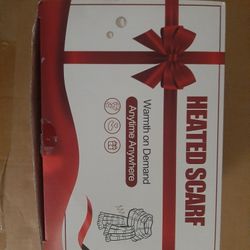 HEATED SCARF
Warmth on Demand
Anytime Anywhere